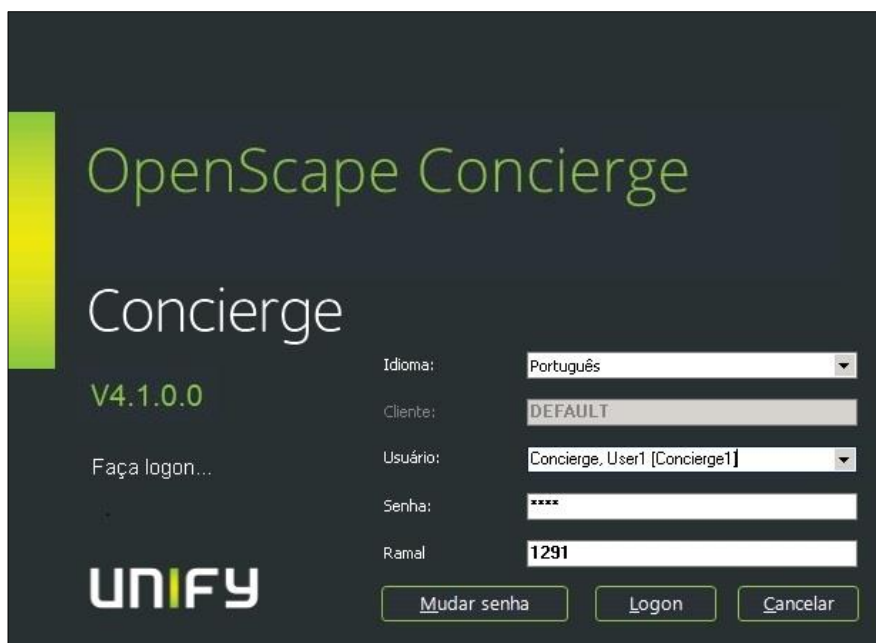 OpenScape Concierge
Concierge
V4.1.0.0
Faça logon...
UNIFY
Idioma: Português
Cliente: DEFAULT
Usuário: Concierge, User1 [Concierge1]
Senha: ****
Ramal 1291
Mudar senha Logon Cancelar